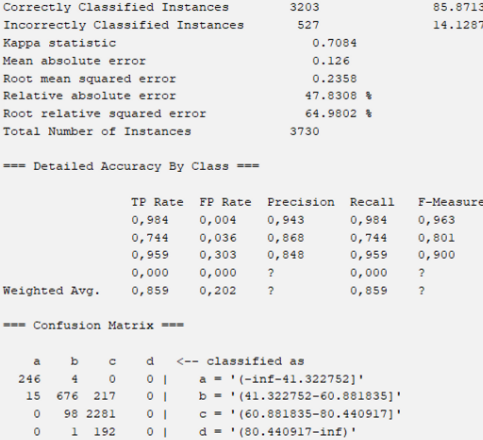 Correctly Classified Instances 3203 85.8713
Incorrectly Classified Instances 527 14.1287
Kappa statistic 0.7084
Mean absolute error 0.126
Root mean squared error 0.2358
Relative absolute error 47.8308 %
Root relative squared error 64.9802 %
Total Number of Instances 3730
=== Detailed Accuracy By Class ===
TP Rate FP Rate Precision Recall F-Measure
0,984 0,004 0,943 0,984 0,963
0,744 0,036 0,868 0,744 0,801
0,959 0,303 0,848 0,959 0,900
0,000 0,000 ? 0,000 ?
Weighted Avg. 0,859 0,202 ? 0,859 ?
=== Confusion Matrix ===
a b c d <-- classified as
246 4 0 0 | a = '(-inf-41.322752]'
15 676 217 0 | b = '(41.322752-60.881835]'
0 98 2281 0 | c = '(60.881835-80.440917]'
0 1 192 0 | d = '(80.440917-inf)'